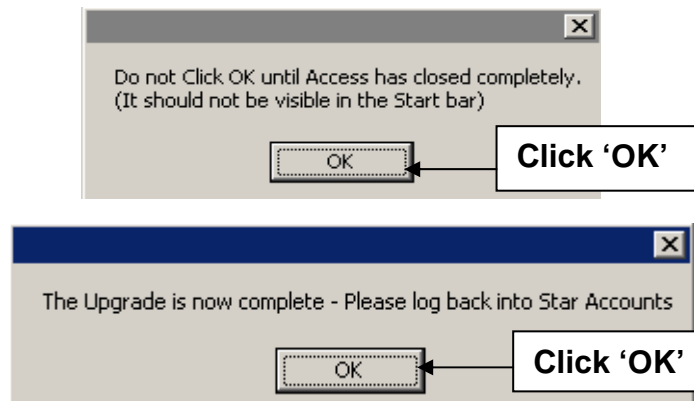 Do not Click OK until Access has closed completely.
(It should not be visible in the Start bar)
OK
Click ‘OK’
The Upgrade is now complete - Please log back into Star Accounts
OK
Click ‘OK’